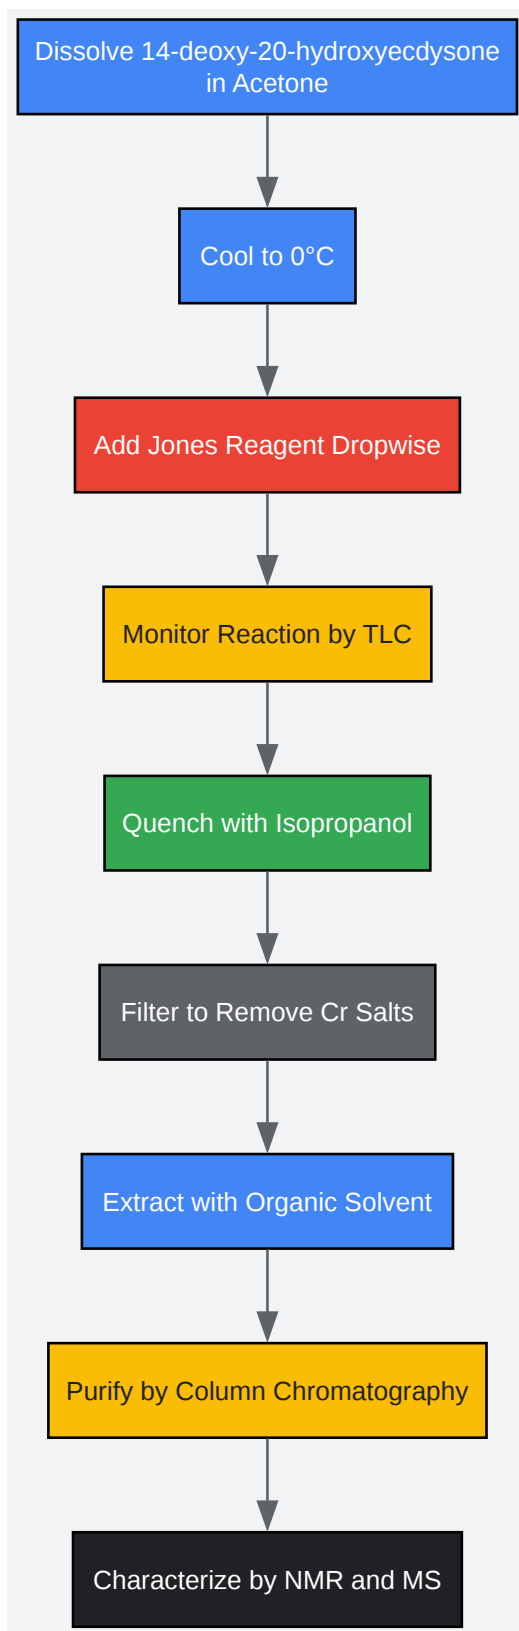 Dissolve 14-deoxy-20-hydroxyecdysone
in Acetone
Cool to 0°C
Add Jones Reagent Dropwise
Monitor Reaction by TLC
Quench with Isopropanol
Filter to Remove Cr Salts
Extract with Organic Solvent
Purify by Column Chromatography
Characterize by NMR and MS